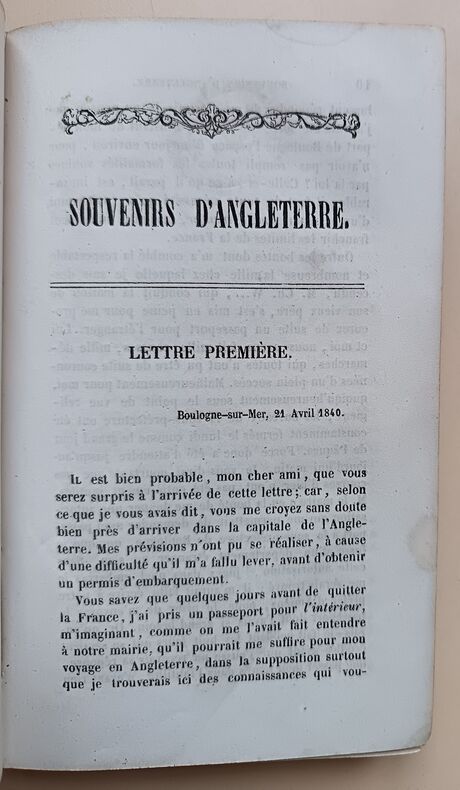 SOUVENIRS D'ANGLETERRE.
LETTRE PREMIÈRE.
Boulogne-sur-Mer, 21 Avril 1840.
IL est bien probable, mon cher ami, que vous
serez surpris à l'arrivée de cette lettre; car, selon
ce que je vous avais dit, vous me croyez sans doute
bien près d'arriver dans la capitale de l'Angle-
terre. Mes prévisions n'ont pu se réaliser, à cause
d'une difficulté qu'il m'a fallu lever, avant d'obtenir
un permis d'embarquement.
Vous savez que quelques jours avant de quitter
la France, j'ai pris un passeport pour l'intérieur,
m'imaginant, comme on me l'avait fait entendre
à notre mairie, qu'il pourrait me suffire pour mon
voyage en Angleterre, dans la supposition surtout
que je trouverais ici des connaissances qui vou-